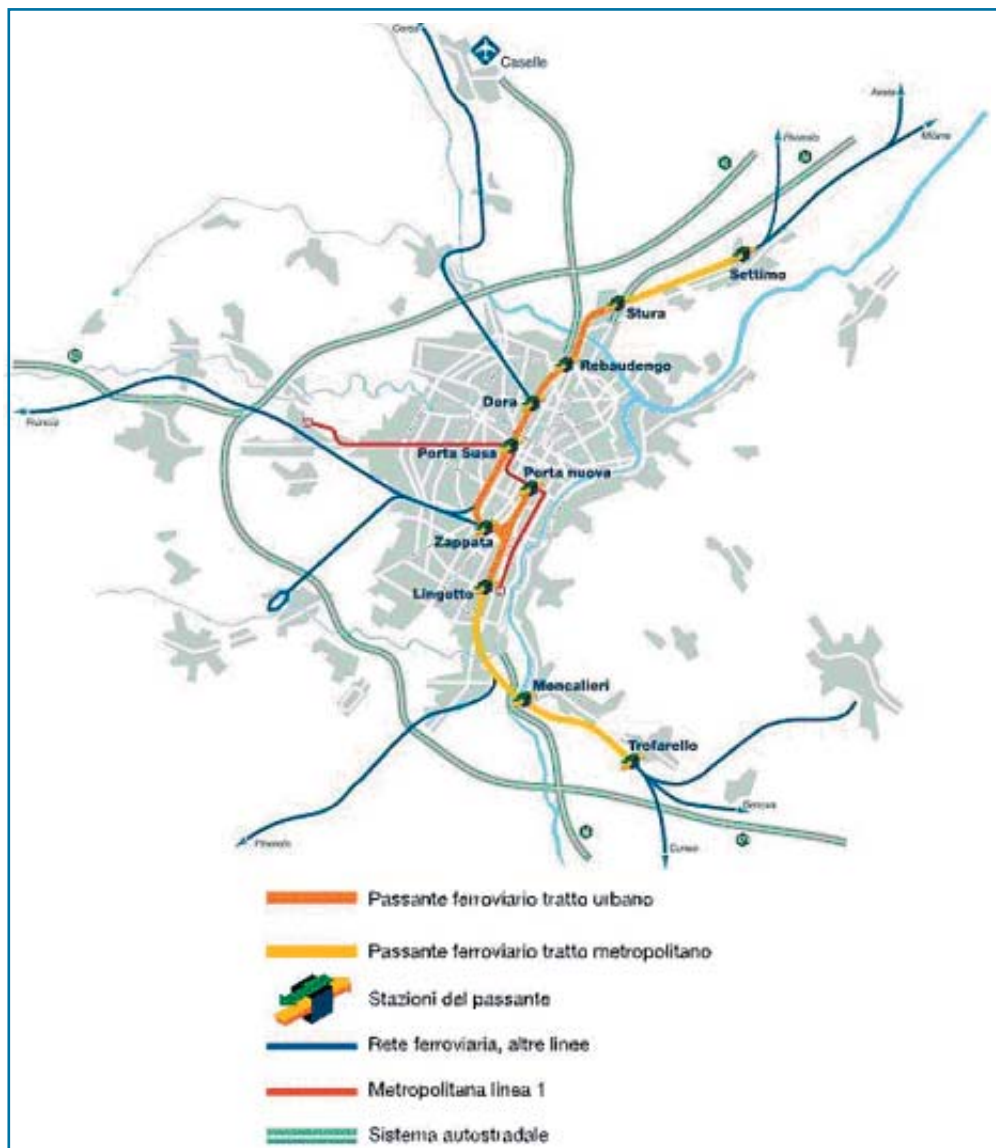 Caselle
Aosta
Milano
Rivarolo
Settimo
Stura
Rebaudengo
Dora
Porta Susa
Porta nuova
Zappata
Lingotto
Moncalieri
Trofarello
Genova
Cuneo
Pinerolo
Passante ferroviario tratto urbano
Passante ferroviario tratto metropolitano
Stazioni del passante
Rete ferroviaria, altre linee
Metropolitana linea 1
Sistema autostradale